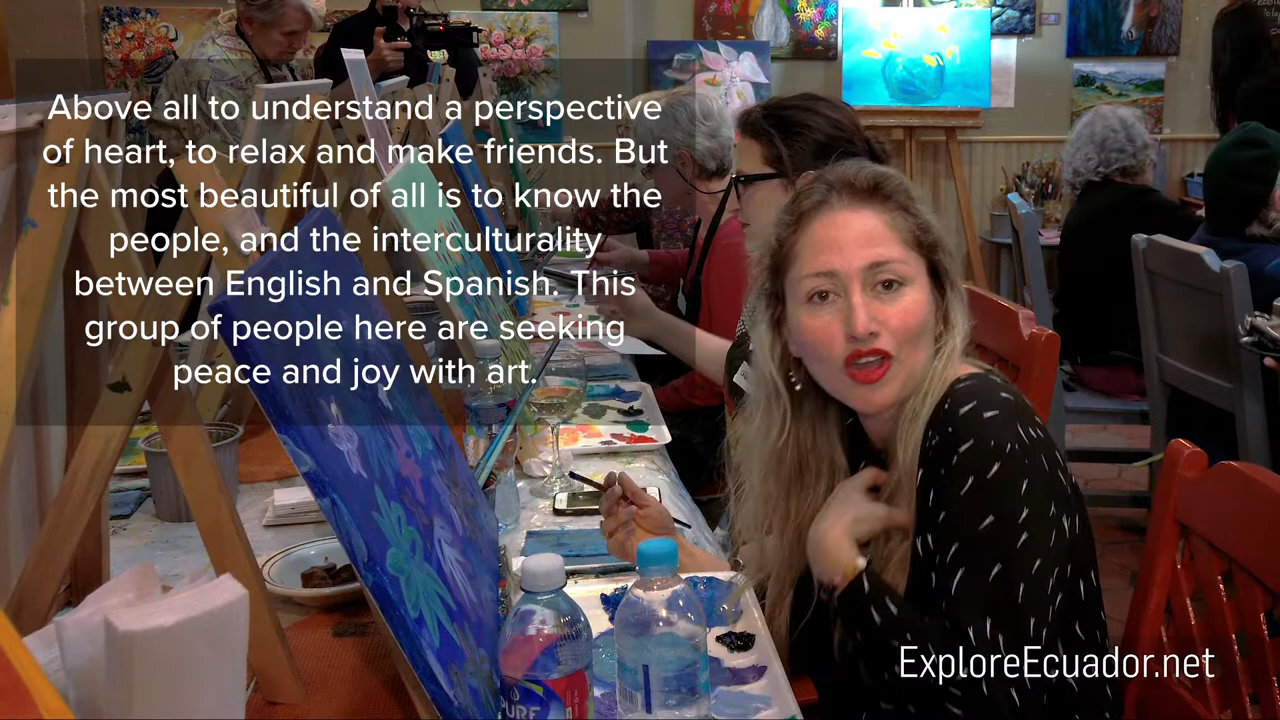 Above all to understand a perspective
of heart, to relax and make friends. But
the most beautiful of all is to know the
people, and the interculturality
between English and Spanish. This
group of people here are seeking
peace and joy with art.
PURE
ExploreEcuador.net